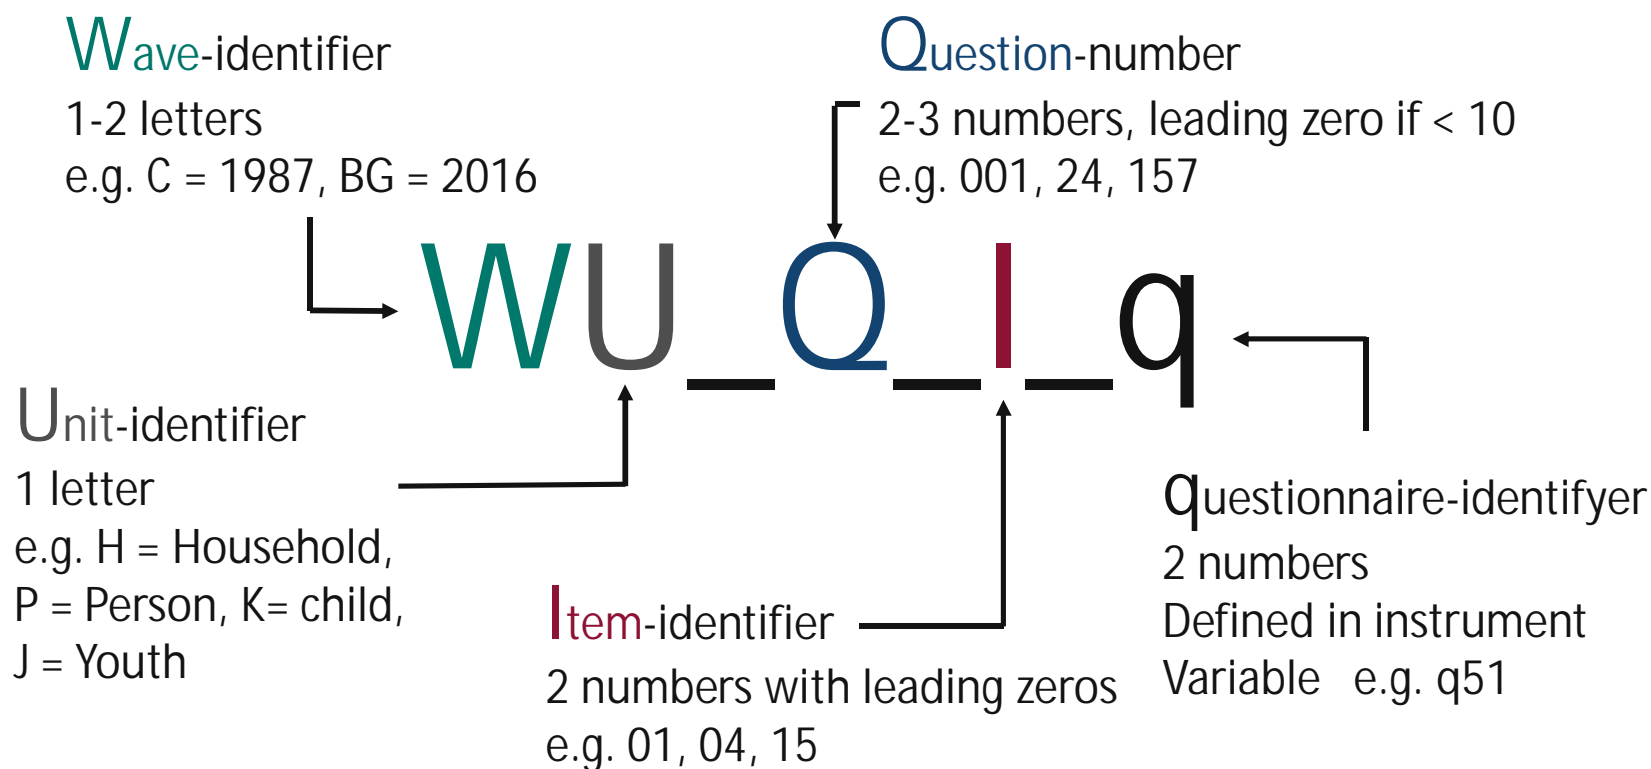 Wave-identifier
1-2 letters
e.g. C = 1987, BG = 2016
Question-number
2-3 numbers, leading zero if < 10
e.g. 001, 24, 157
WU_Q_I_q
Unit-identifier
1 letter
e.g. H = Household,
P = Person, K= child,
J = Youth
Item-identifier
2 numbers with leading zeros
e.g. 01, 04, 15
questionnaire-identifyer
2 numbers
Defined in instrument
Variable e.g. q51